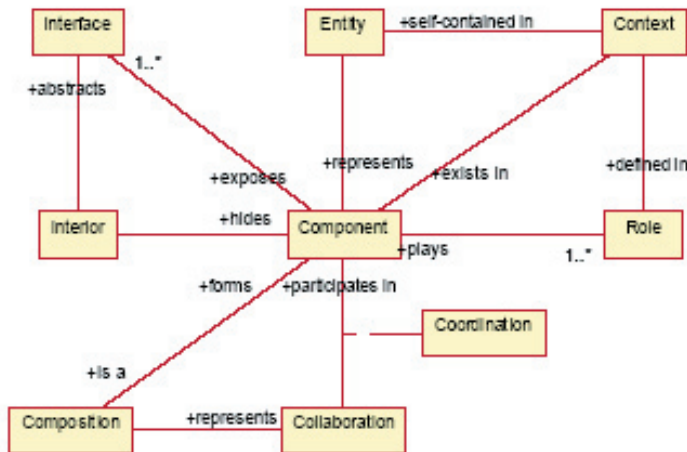 Interface
Entity
+self-contained in
Context
1..*
+abstracts
+exposes
+represents
+exists in
+defined in
Interior
+hides
Component
+plays
Role
1..*
+forms
+participates in
Coordination
+is a
Composition
+represents
Collaboration